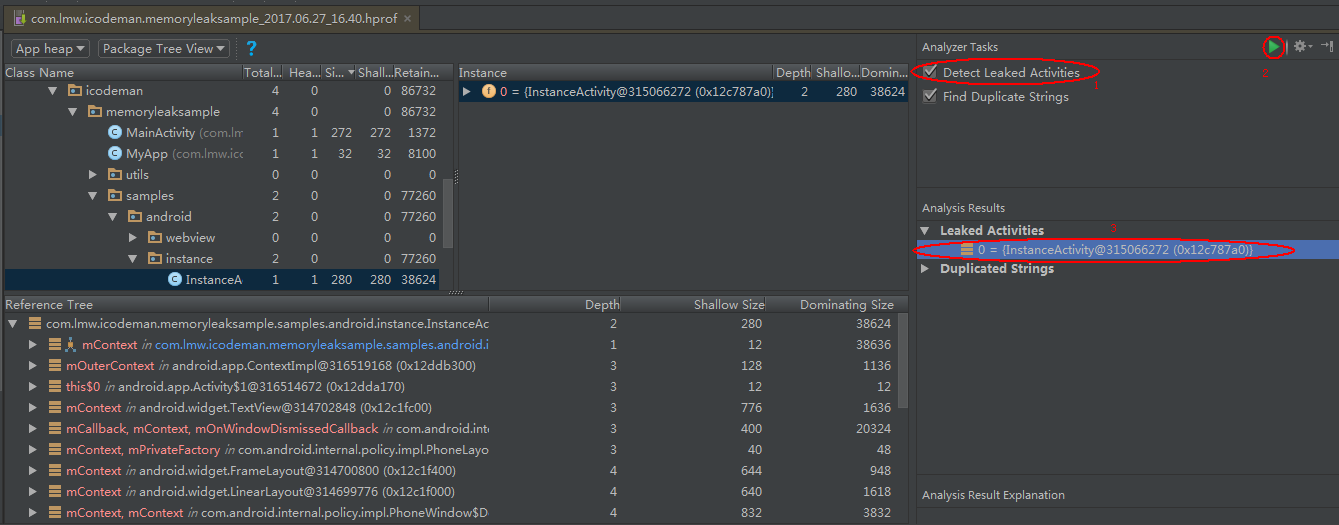 com.lmw.icodeman.memoryleaksample_2017.06.27_16.40.hprof
App heap Package Tree View ?
Class Name Total... Hea... Si... Shall... Retain...
icodeman 4 0 0 86732
memoryleaksample 4 0 0 86732
MainActivity (com.lm 1 1 272 272 1372
MyApp (com.lmw.icc 1 1 32 32 8100
utils 0 0 0 0
samples 2 0 0 77260
android 2 0 0 77260
webview 0 0 0 0
instance 2 0 0 77260
InstanceA 1 1 280 280 38624
Instance Depth Shallo... Domin...
0 = {InstanceActivity@315066272 (0x12c787a0)} 2 280 38624
Analyzer Tasks
2
Detect Leaked Activities
1
Find Duplicate Strings
Analysis Results
3
Leaked Activities
0 = {InstanceActivity@315066272 (0x12c787a0)}
Duplicated Strings
Analysis Result Explanation
Reference Tree Depth Shallow Size Dominating Size
com.lmw.icodeman.memoryleaksample.samples.android.instance.InstanceAc 2 280 38624
mContext in com.lmw.icodeman.memoryleaksample.samples.android.i 1 12 38636
mOuterContext in android.app.ContextImpl@316519168 (0x12ddb300) 3 128 1136
this$0 in android.app.Activity$1@316514672 (0x12dda170) 3 12 12
mContext in android.widget.TextView@314702848 (0x12c1fc00) 3 776 1636
mCallback, mContext, mOnWindowDismissedCallback in com.android.inte 3 400 20324
mContext, mPrivateFactory in com.android.internal.policy.impl.PhoneLayo 3 40 48
mContext in android.widget.FrameLayout@314700800 (0x12c1f400) 4 644 948
mContext in android.widget.LinearLayout@314699776 (0x12c1f000) 4 640 1618
mContext, mContext in com.android.internal.policy.impl.PhoneWindow$D 4 832 3832